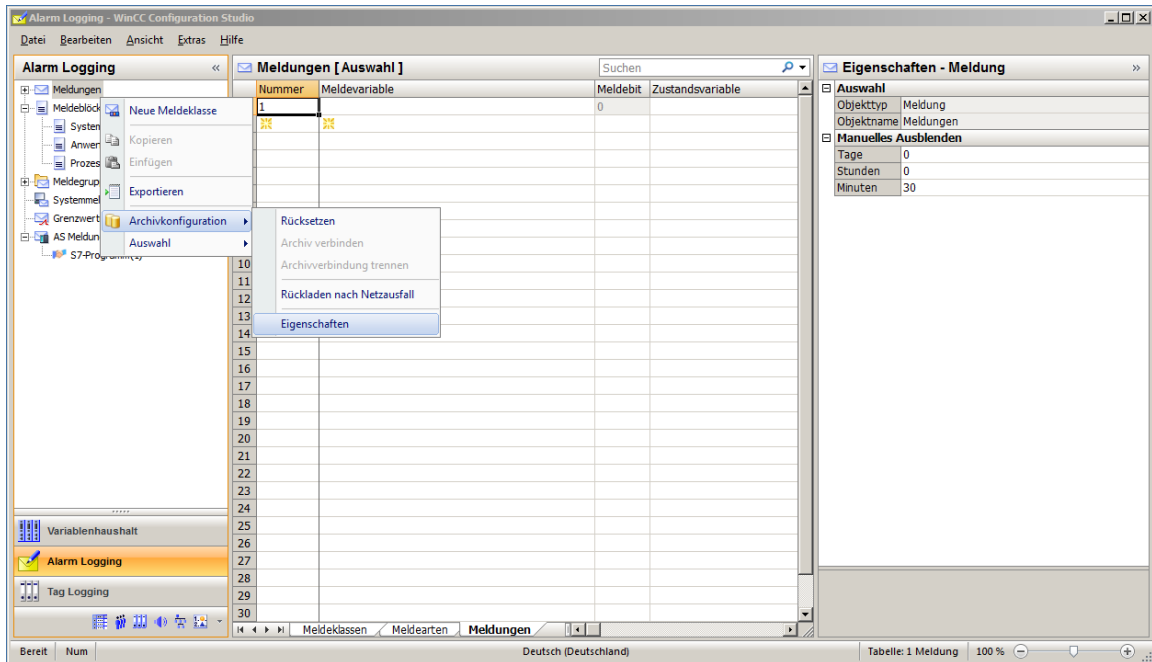 Alarm Logging - WinCC Configuration Studio
Datei Bearbeiten Ansicht Extras Hilfe
Alarm Logging «
Meldungen
Meldeblöck
System
Anwer
Prozes
Meldegrup
Systemmel
Grenzwert
AS Meldun
S7-Programm(1)
Neue Meldeklasse
Kopieren
Einfügen
Exportieren
Archivkonfiguration
Auswahl
Rücksetzen
Archiv verbinden
Archivverbindung trennen
Rückladen nach Netzausfall
Eigenschaften
Variablenhaushalt
Alarm Logging
Tag Logging
Meldungen [ Auswahl ] Suchen
Nummer Meldevariable Meldebit Zustandsvariable
1 0
10
11
12
13
14
15
16
17
18
19
20
21
22
23
24
25
26
27
28
29
30
Meldeklassen Meldearten Meldungen
Eigenschaften - Meldung »
Auswahl
Objekttyp Meldung
Objektname Meldungen
Manuelles Ausblenden
Tage 0
Stunden 0
Minuten 30
Bereit Num Deutsch (Deutschland) Tabelle: 1 Meldung 100 %